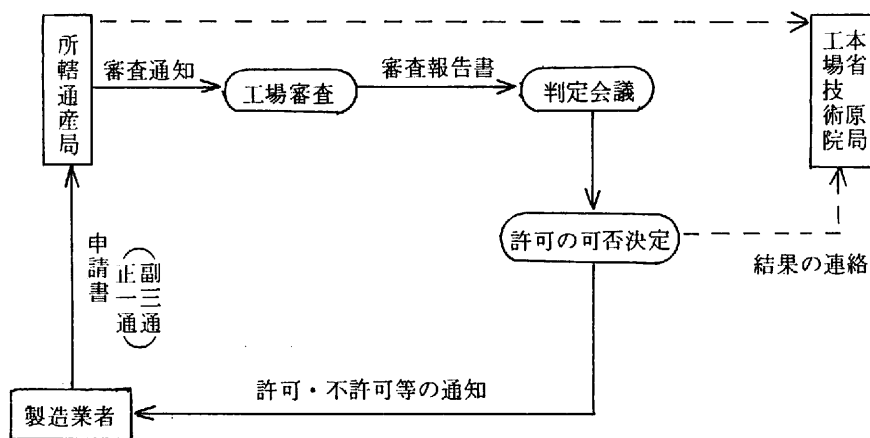 所轄通産局
審査通知
工場審査
審査報告書
判定会議
本省 原局
工場技術院
許可の可否決定
結果の連絡
申請書
(副三通)
(正一通)
許可・不許可等の通知
製造業者